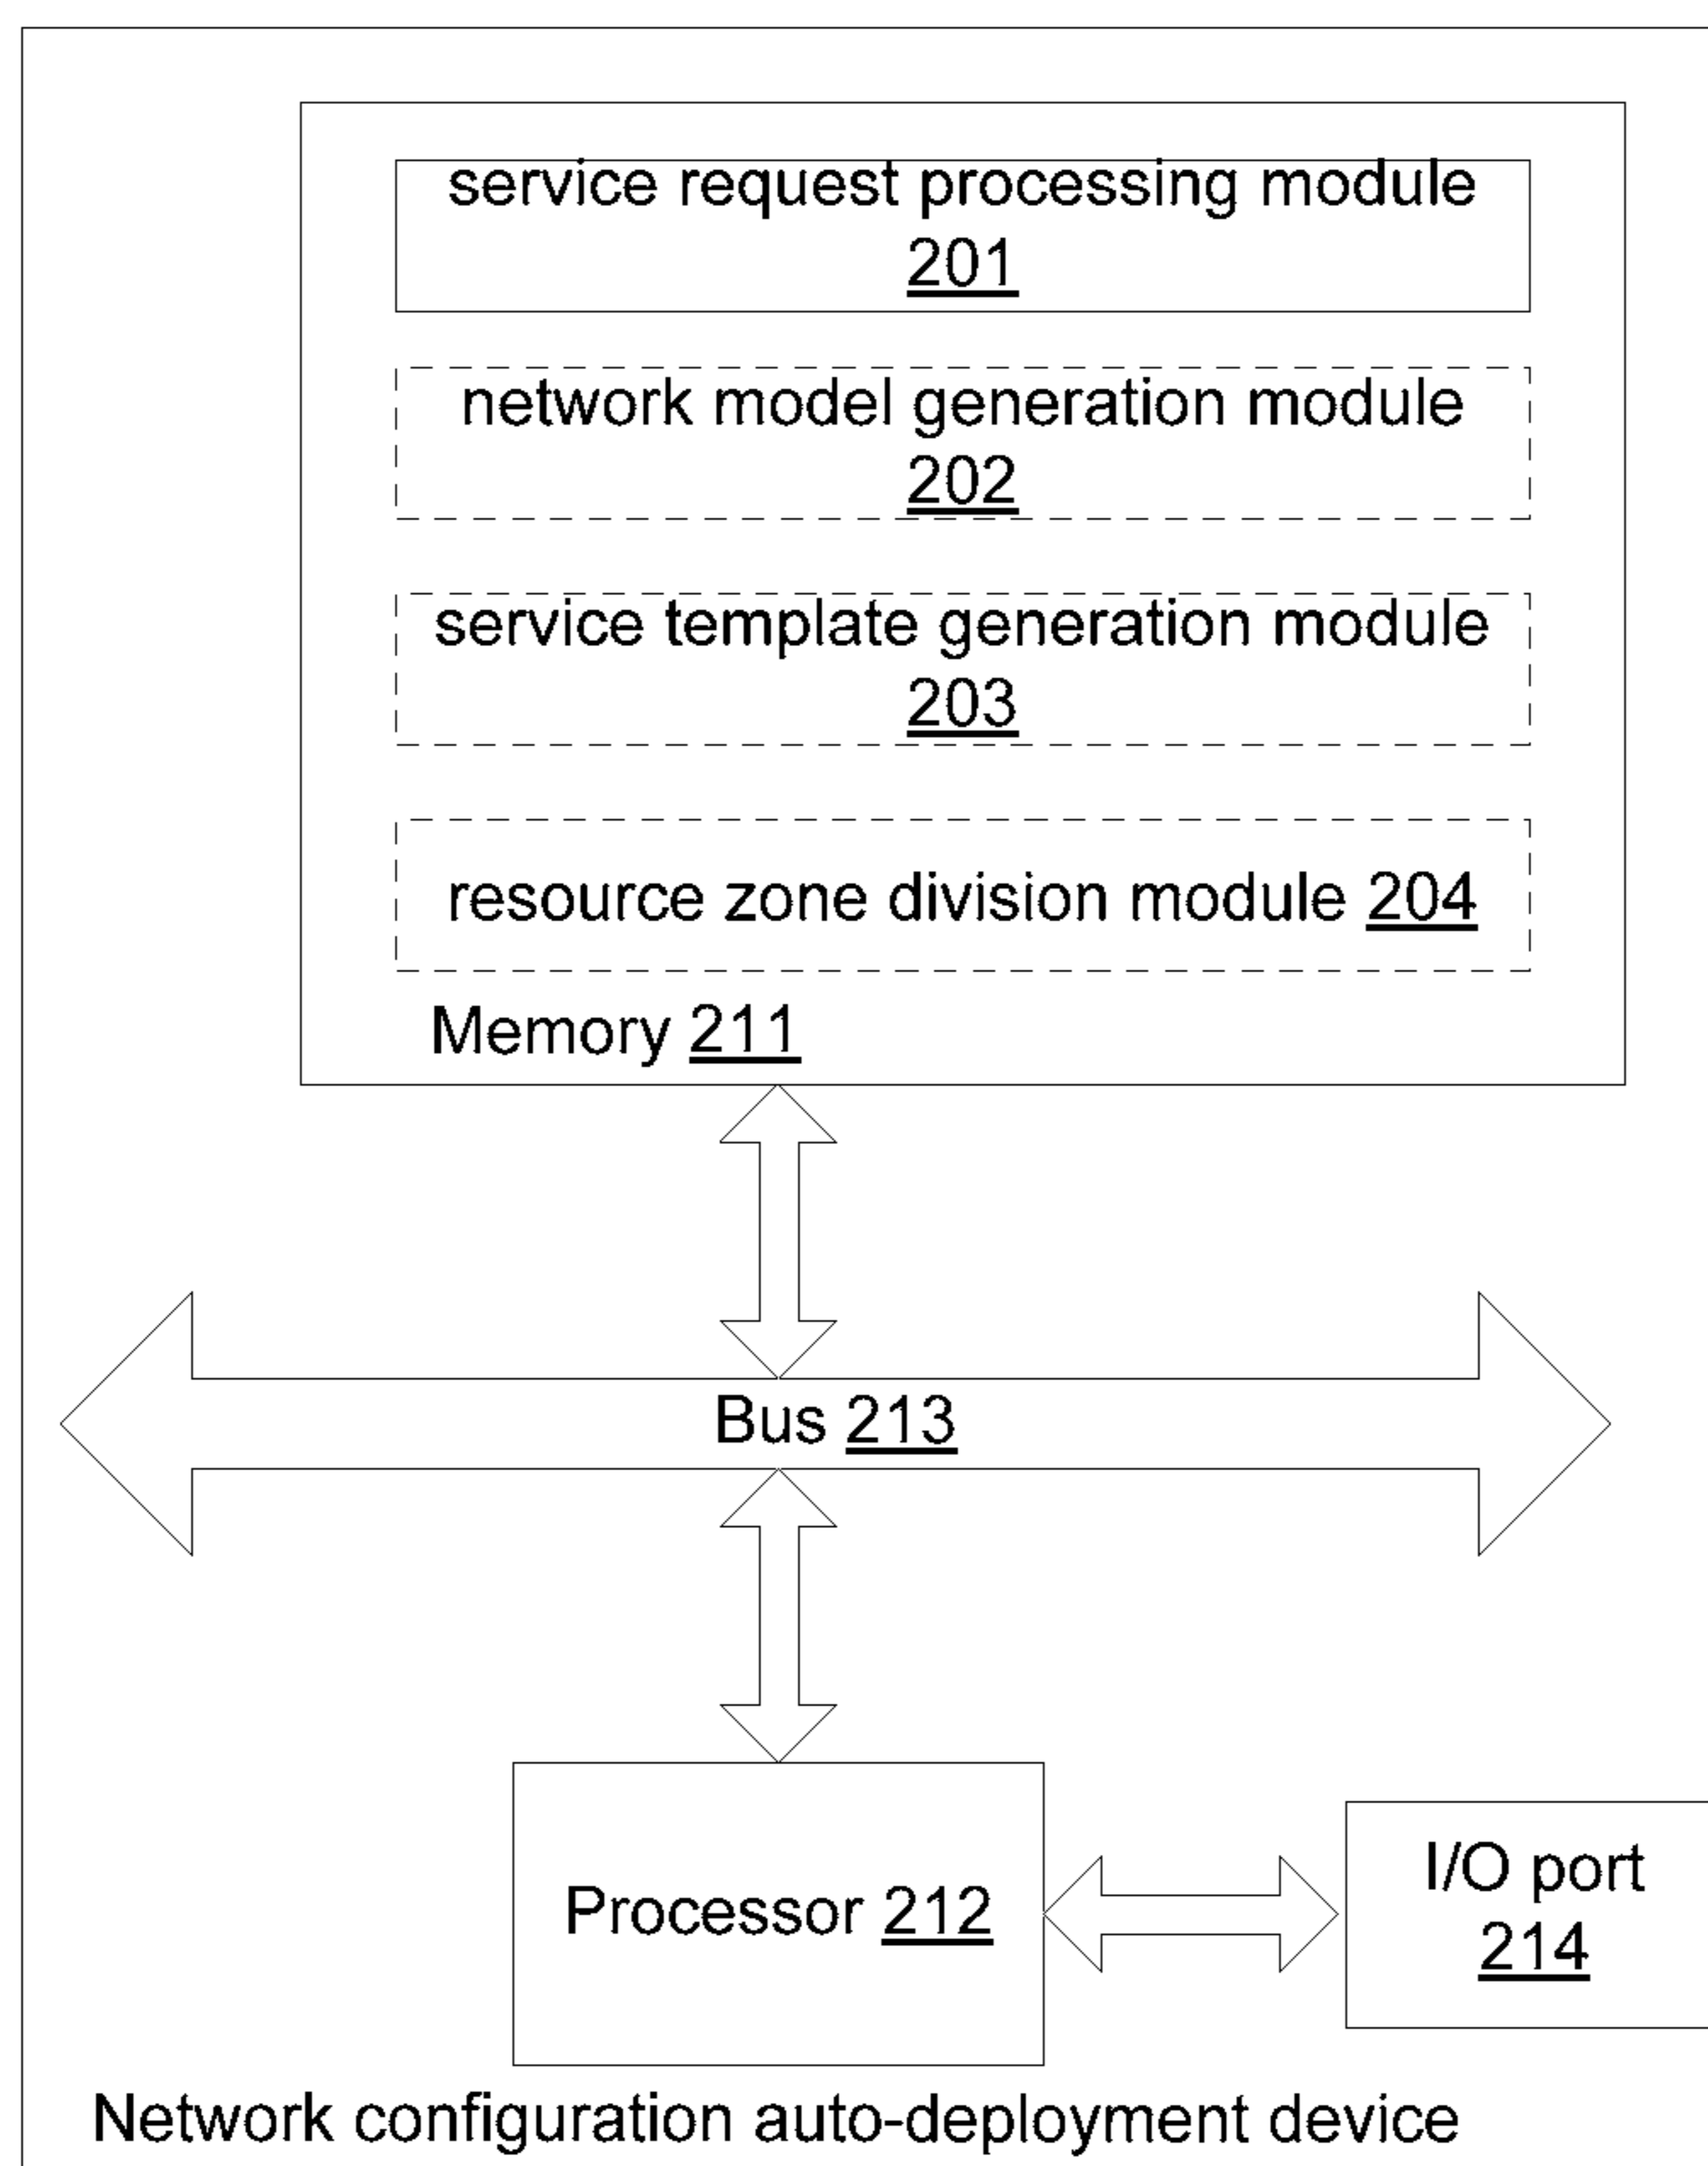 service request processing module
201
network model generation module
202
service template generation module
203
resource zone division module 204
Memory 211
Bus 213
Processor 212
I/O port
214
Network configuration auto-deployment device